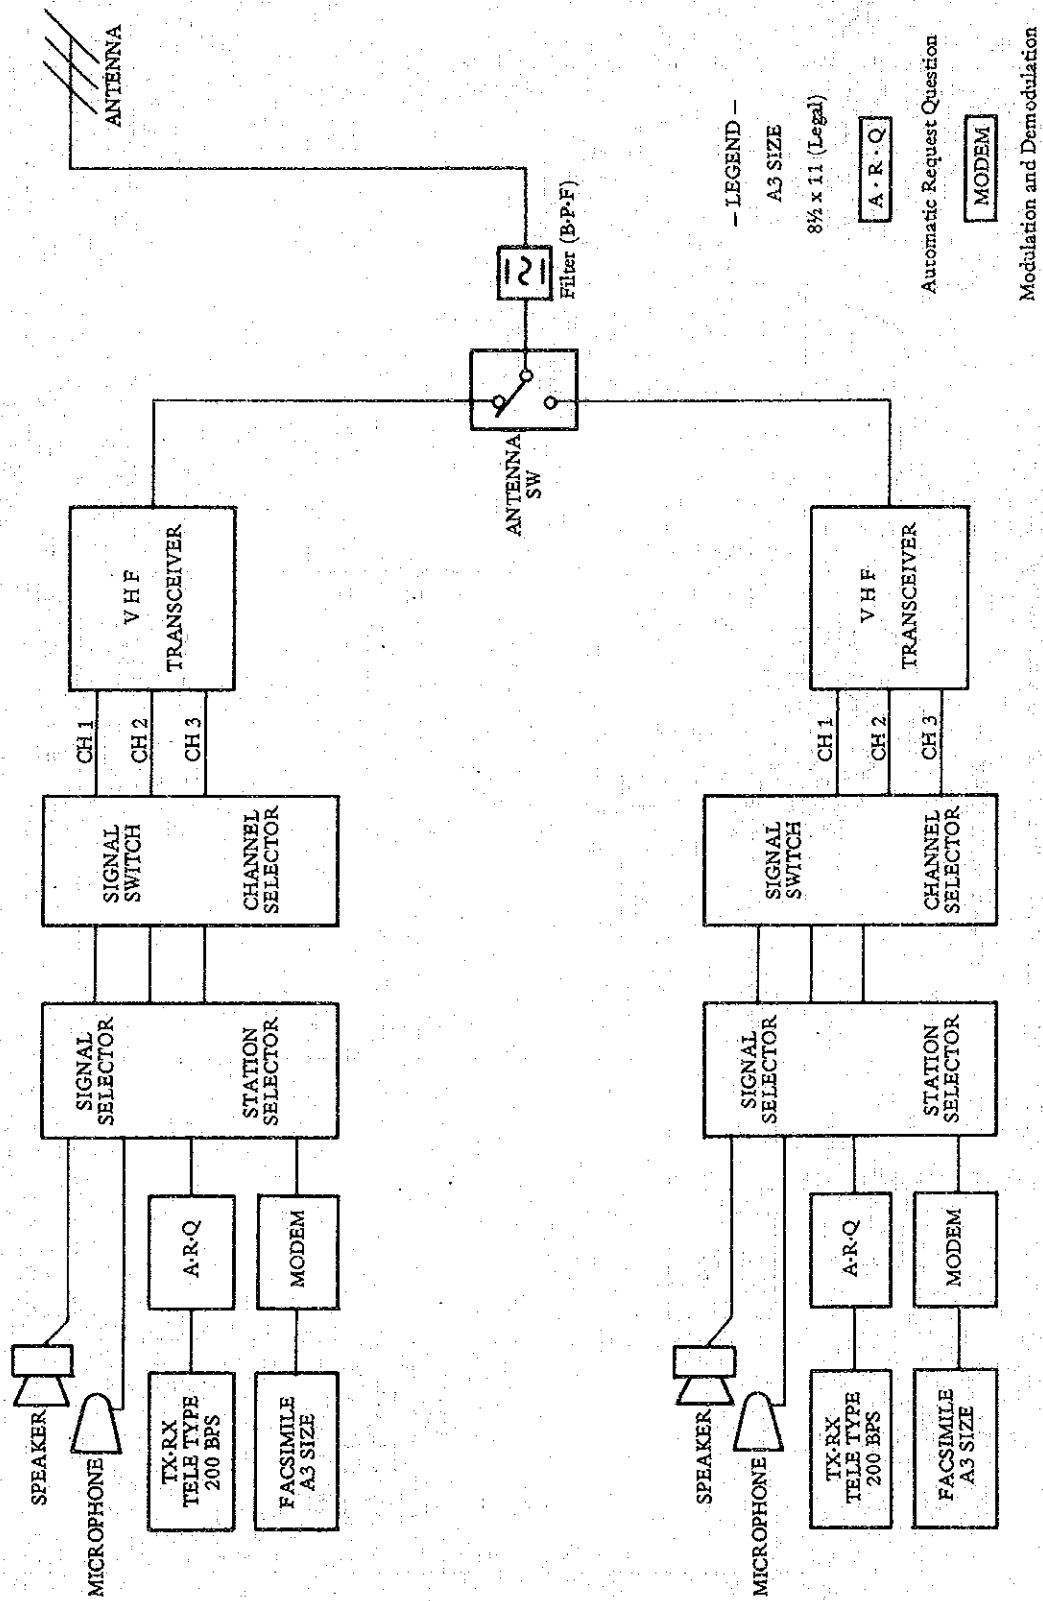 SPEAKER
MICROPHONE
TX·RX
TELE TYPE
200 BPS
FACSIMILE
A3 SIZE
A·R·Q
MODEM
SIGNAL
SELECTOR
STATION
SELECTOR
SIGNAL
SWITCH
CHANNEL
SELECTOR
CH 1
CH 2
CH 3
V H F
TRANSCEIVER
ANTENNA
ANTENNA
SW
Filter (B·P·F)
SPEAKER
MICROPHONE
TX·RX
TELE TYPE
200 BPS
FACSIMILE
A3 SIZE
A·R·Q
MODEM
SIGNAL
SELECTOR
STATION
SELECTOR
SIGNAL
SWITCH
CHANNEL
SELECTOR
CH 1
CH 2
CH 3
V H F
TRANSCEIVER
– LEGEND –
A3 SIZE
8½ x 11 (Legal)
A·R·Q
Automatic Request Question
MODEM
Modulation and Demodulation